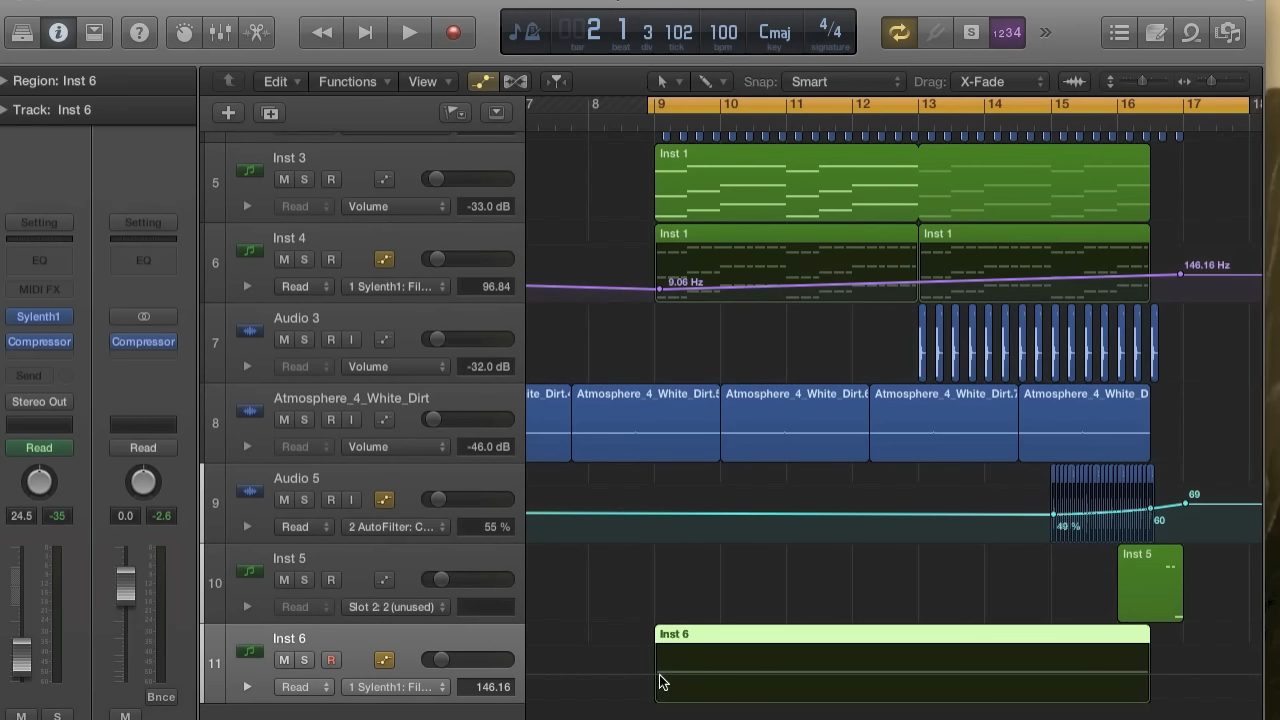 2 1 102 100 Cmaj 4/4
bar beat div tick bpm key signature
1234
Region: Inst 6
Edit Functions View Snap: Smart Drag: X-Fade
Track: Inst 6
7 8 9 10 11 12 13 14 15 16 17 18
5 Inst 3 Inst 1
M S R
Read Volume -33.0 dB
6 Inst 4 Inst 1 Inst 1
M S R
Read 1 Sylenth1: Fil... 96.84
9.06 Hz 146.16 Hz
7 Audio 3
M S R I
Read Volume -32.0 dB
8 Atmosphere_4_White_Dirt
M S R I
Read Volume -46.0 dB
ite_Dirt.4 Atmosphere_4_White_Dirt.5 Atmosphere_4_White_Dirt.6 Atmosphere_4_White_Dirt.7 Atmosphere_4_White_D
9 Audio 5
M S R I
Read 2 AutoFilter: C... 55 %
49 % 60 69
10 Inst 5 Inst 5
M S R
Read Slot 2: 2 (unused)
11 Inst 6 Inst 6
M S R
Read 1 Sylenth1: Fil... 146.16
Setting Setting
EQ EQ
MIDI FX
Sylenth1
Compressor Compressor
Send
Stereo Out
Read Read
24.5 -35 0.0 -2.6
Bnce
M S M